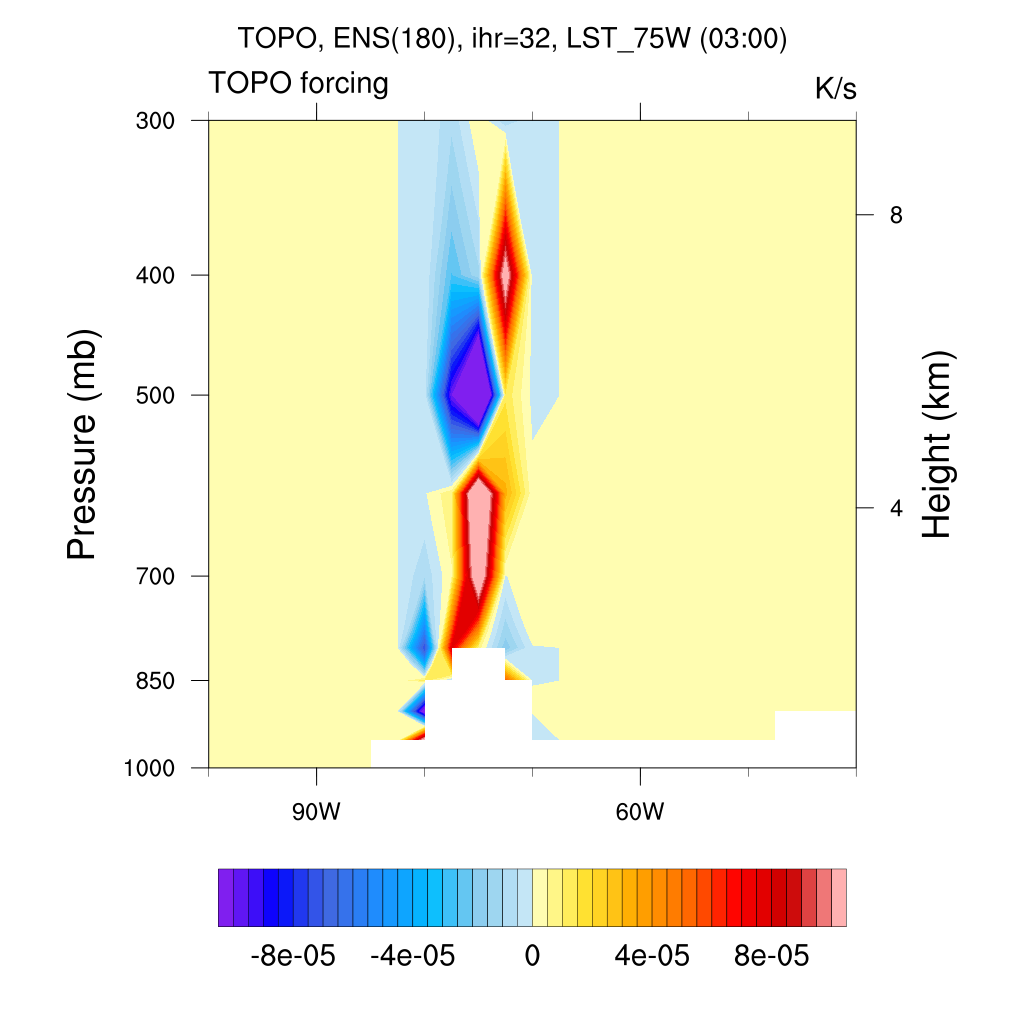 TOPO, ENS(180), ihr=32, LST_75W (03:00)
TOPO forcing
K/s
300
400
500
700
850
1000
Pressure (mb)
8
4
Height (km)
90W
60W
-8e-05
-4e-05
0
4e-05
8e-05